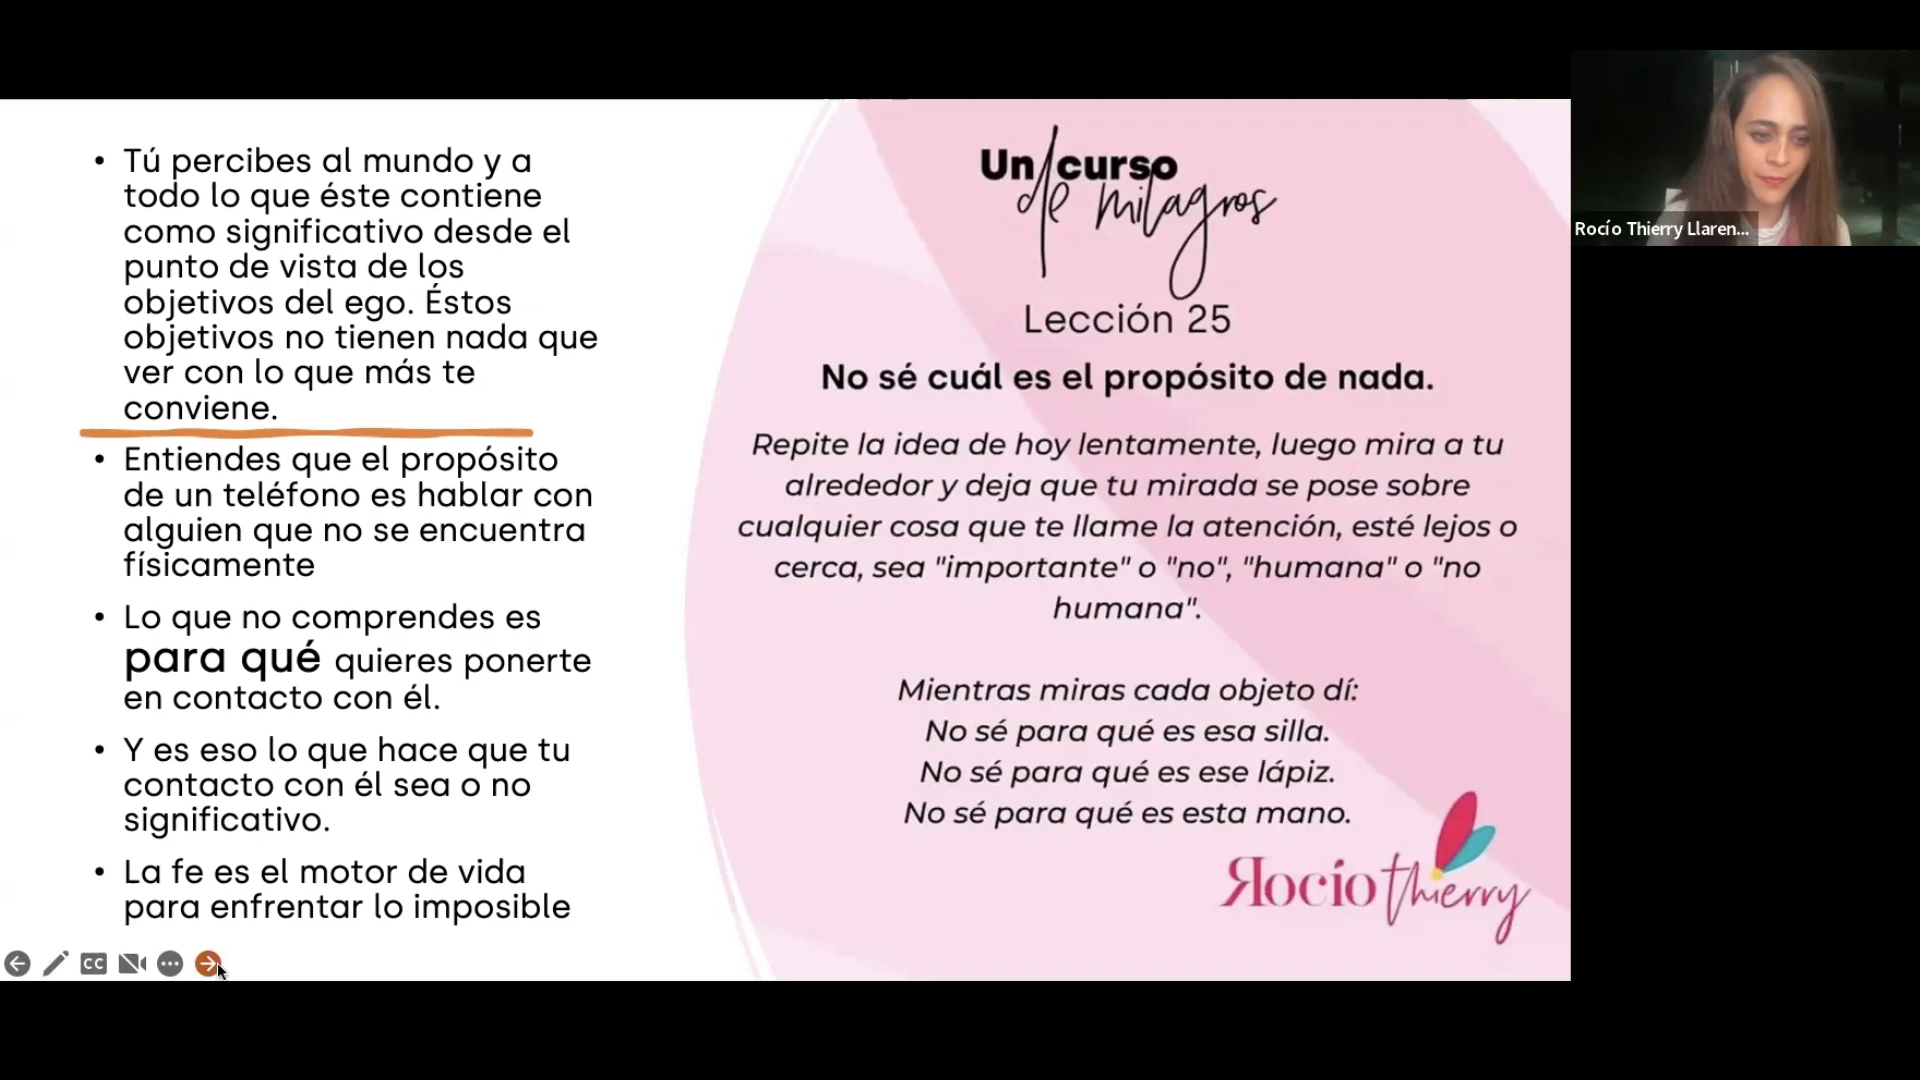 • Tú percibes al mundo y a
todo lo que éste contiene
como significativo desde el
punto de vista de los
objetivos del ego. Éstos
objetivos no tienen nada que
ver con lo que más te
conviene.
• Entiendes que el propósito
de un teléfono es hablar con
alguien que no se encuentra
físicamente
• Lo que no comprendes es
para qué quieres ponerte
en contacto con él.
• Y es eso lo que hace que tu
contacto con él sea o no
significativo.
• La fe es el motor de vida
para enfrentar lo imposible
CC
Un curso
de milagros
Lección 25
No sé cuál es el propósito de nada.
Repite la idea de hoy lentamente, luego mira a tu
alrededor y deja que tu mirada se pose sobre
cualquier cosa que te llame la atención, esté lejos o
cerca, sea "importante" o "no", "humana" o "no
humana".
Mientras miras cada objeto dí:
No sé para qué es esa silla.
No sé para qué es ese lápiz.
No sé para qué es esta mano.
Rocío Thierry
Rocío Thierry Llaren...